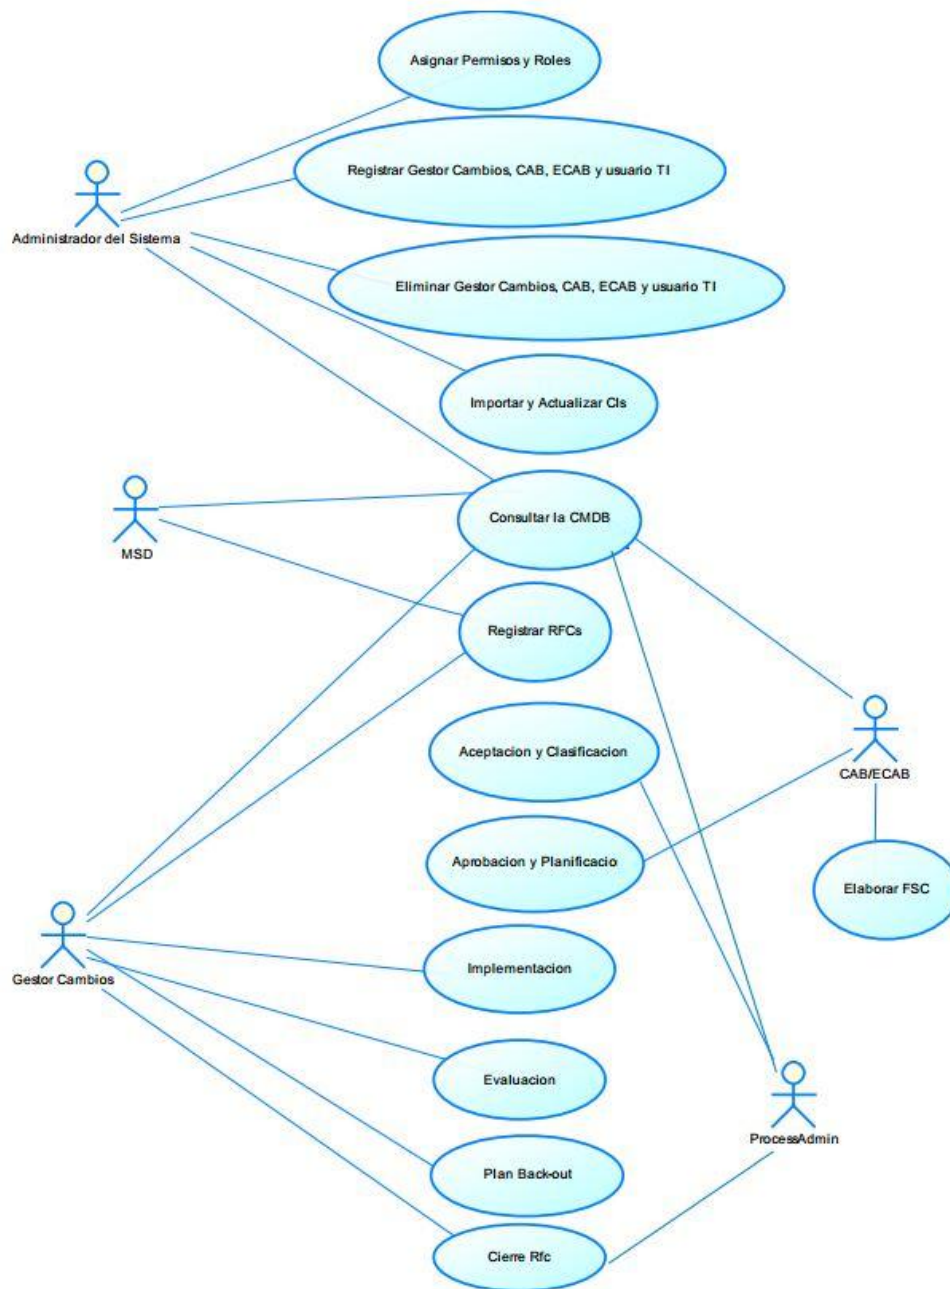 Asignar Permisos y Roles
Registrar Gestor Cambios, CAB, ECAB y usuario TI
Administrador del Sistema
Eliminar Gestor Cambios, CAB, ECAB y usuario TI
Importar y Actualizar CIs
Consultar la CMDB
MSD
Registrar RFCs
Aceptacion y Clasificacion
CAB/ECAB
Aprobacion y Planificacio
Elaborar FSC
Implementacion
Gestor Cambios
Evaluacion
ProcessAdmin
Plan Back-out
Cierre Rfc